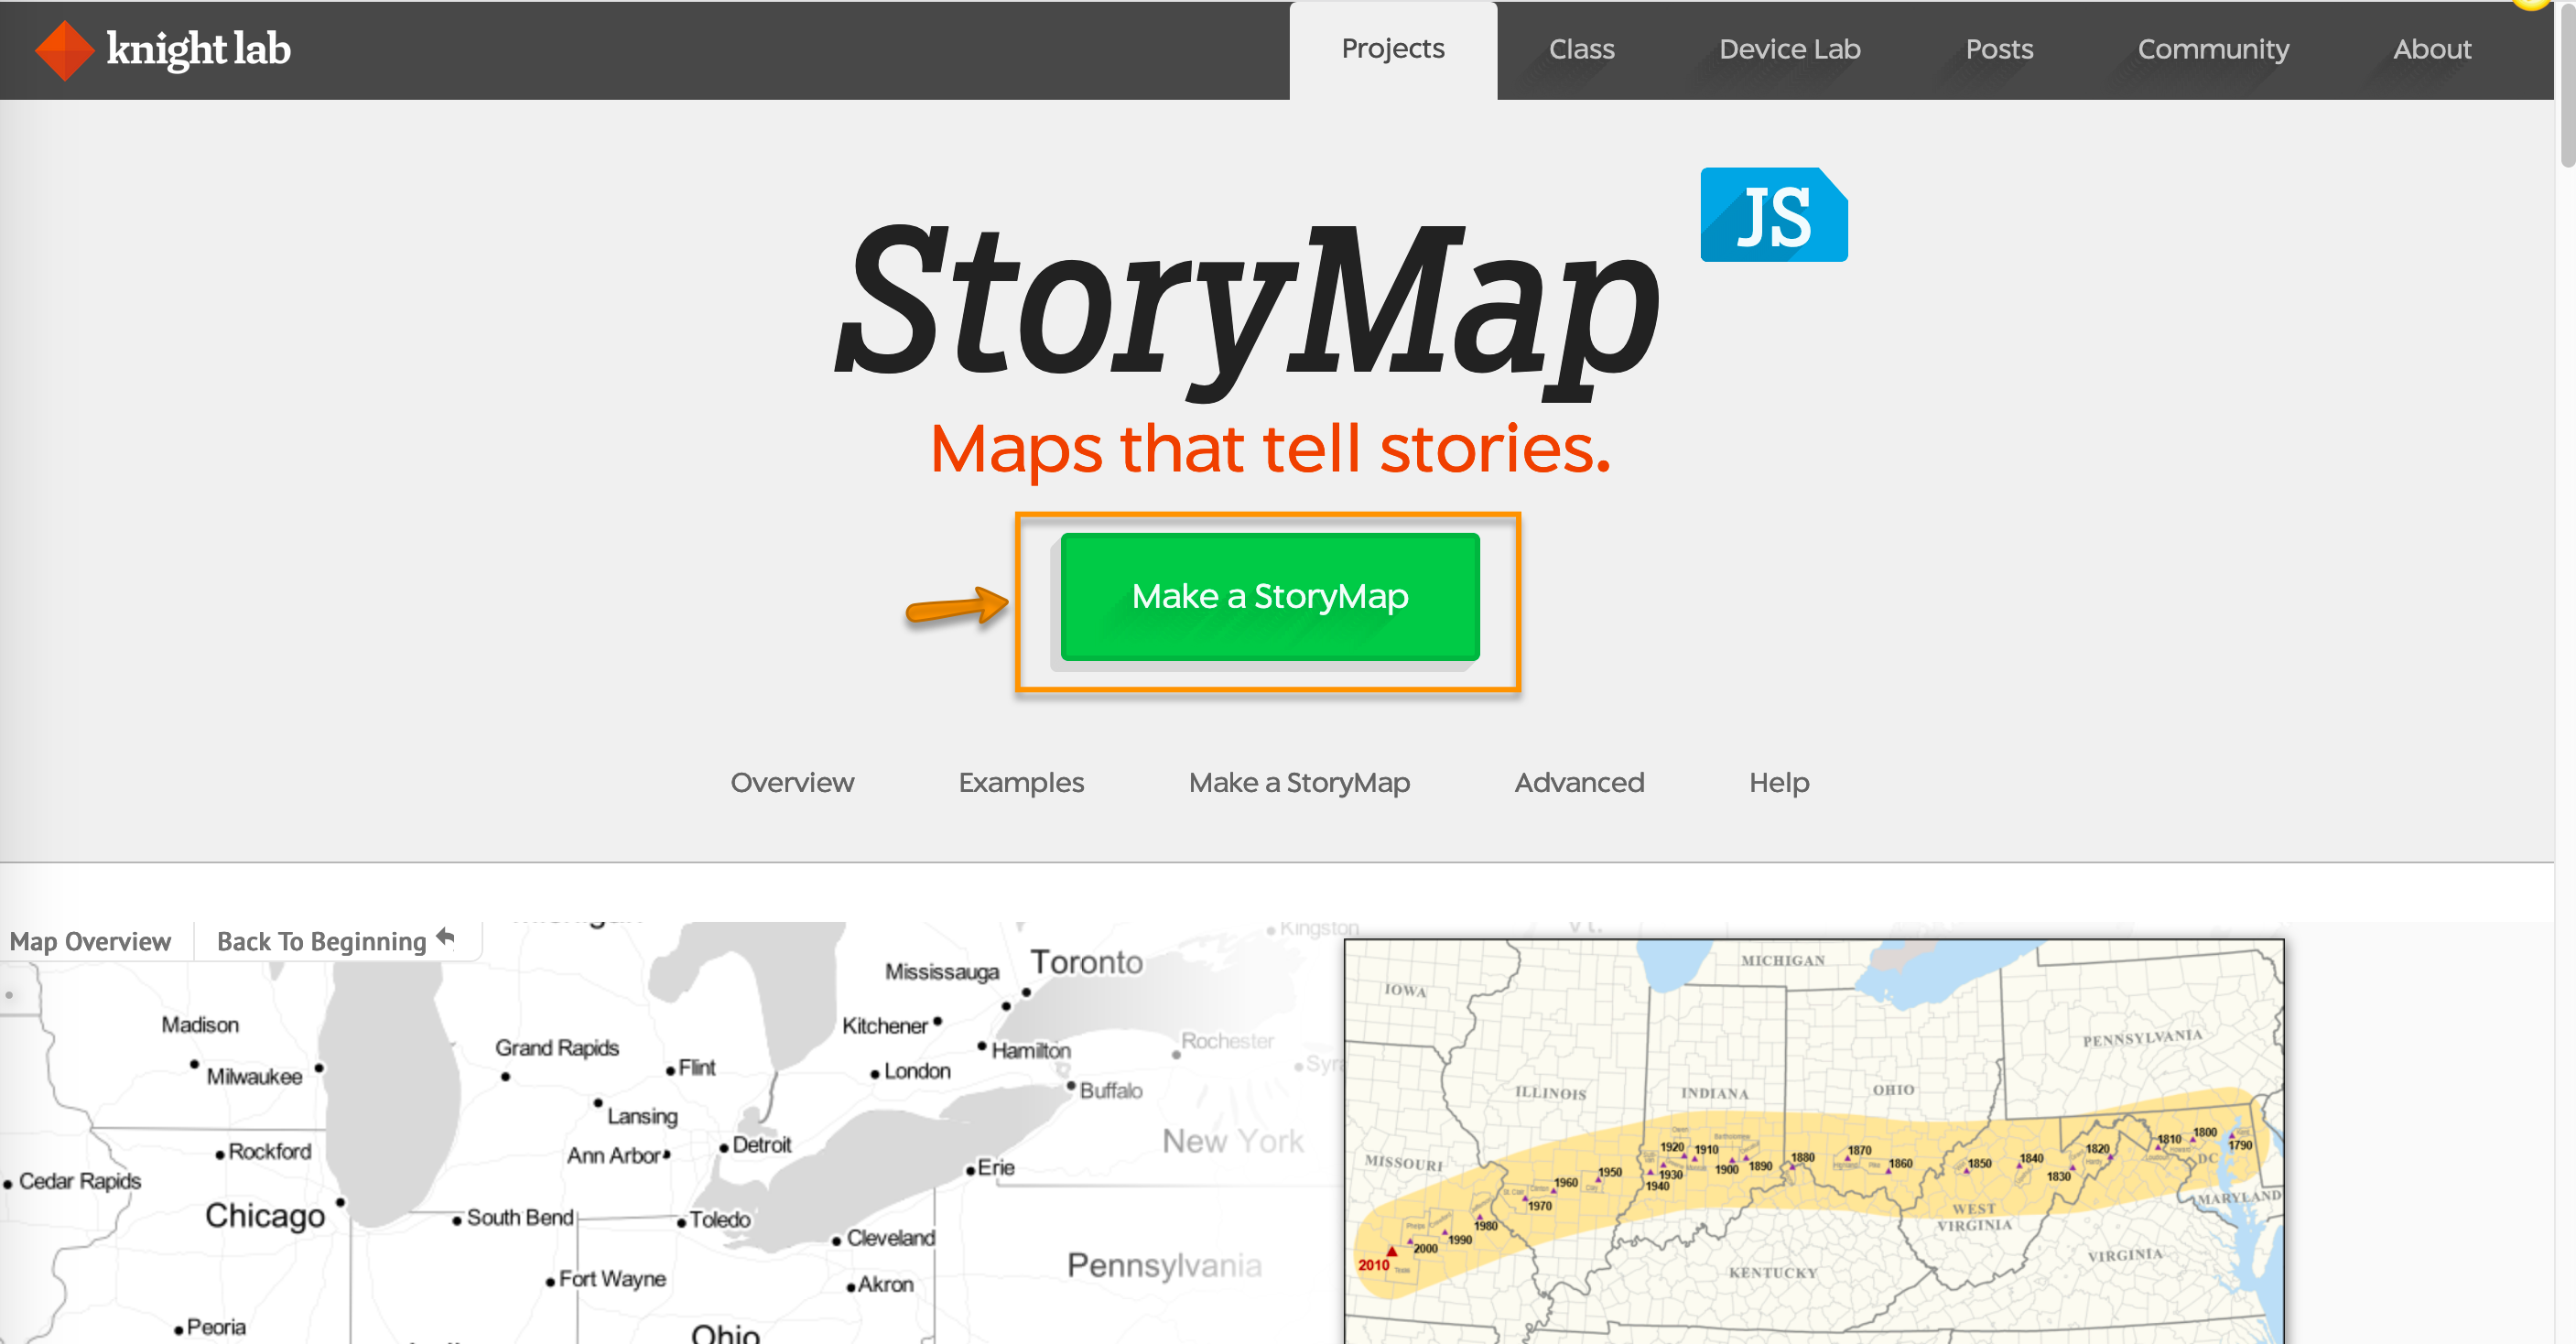 knight lab
Projects
Class
Device Lab
Posts
Community
About
StoryMap JS
Maps that tell stories.
Make a StoryMap
Overview
Examples
Make a StoryMap
Advanced
Help
Map Overview
Back To Beginning
Kingston
Toronto
Mississauga
Madison
Kitchener
Grand Rapids
Hamilton
Rochester
Milwaukee
Flint
London
Buffalo
Lansing
New York
Rockford
Ann Arbor
Detroit
Erie
Cedar Rapids
Chicago
South Bend
Toledo
Cleveland
Pennsylvania
Fort Wayne
Akron
Peoria
Ohio
MICHIGAN
IOWA
PENNSYLVANIA
ILLINOIS
INDIANA
OHIO
MISSOURI
1920
1910
1930
1940
1900
1890
1880
1870
1860
1850
1840
1830
1820
1810
1800
1790
DC
MARYLAND
1950
1960
1970
1980
1990
2000
2010
WEST
VIRGINIA
VIRGINIA
KENTUCKY